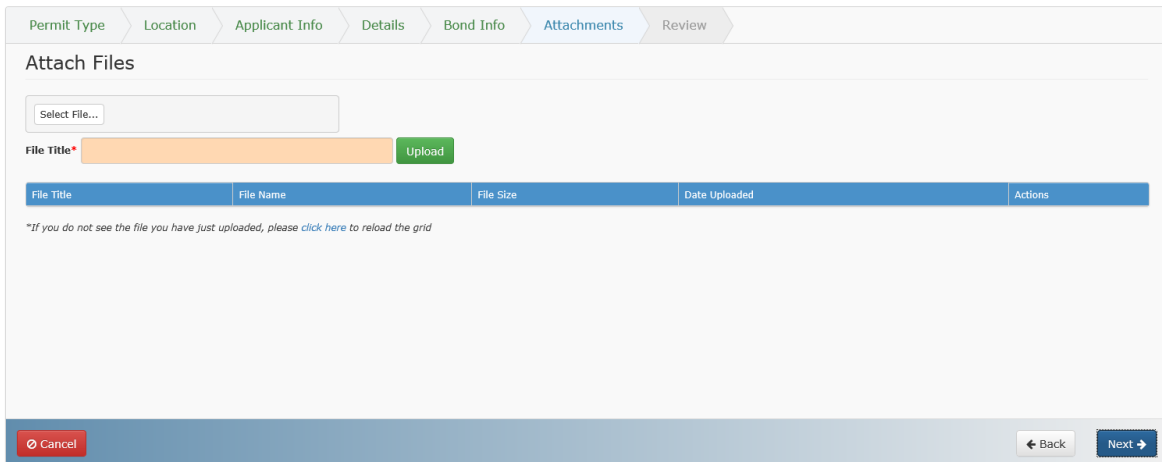 Permit Type Location Applicant Info Details Bond Info Attachments Review
Attach Files
Select File...
File Title* Upload
File Title File Name File Size Date Uploaded Actions
*If you do not see the file you have just uploaded, please click here to reload the grid
Cancel Back Next